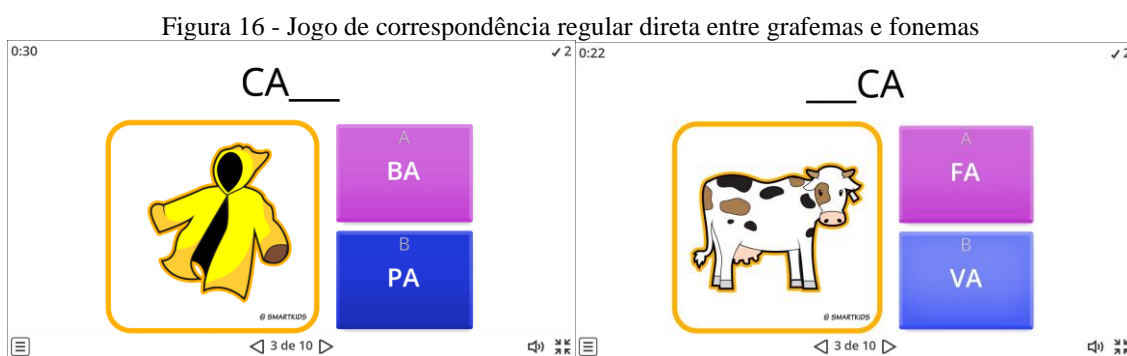 Figura 16 - Jogo de correspondência regular direta entre grafemas e fonemas
0:30
✓ 2
CA___
A
BA
B
PA
© SMARTKIDS
3 de 10
0:22
✓ 2
___CA
A
FA
B
VA
© SMARTKIDS
3 de 10